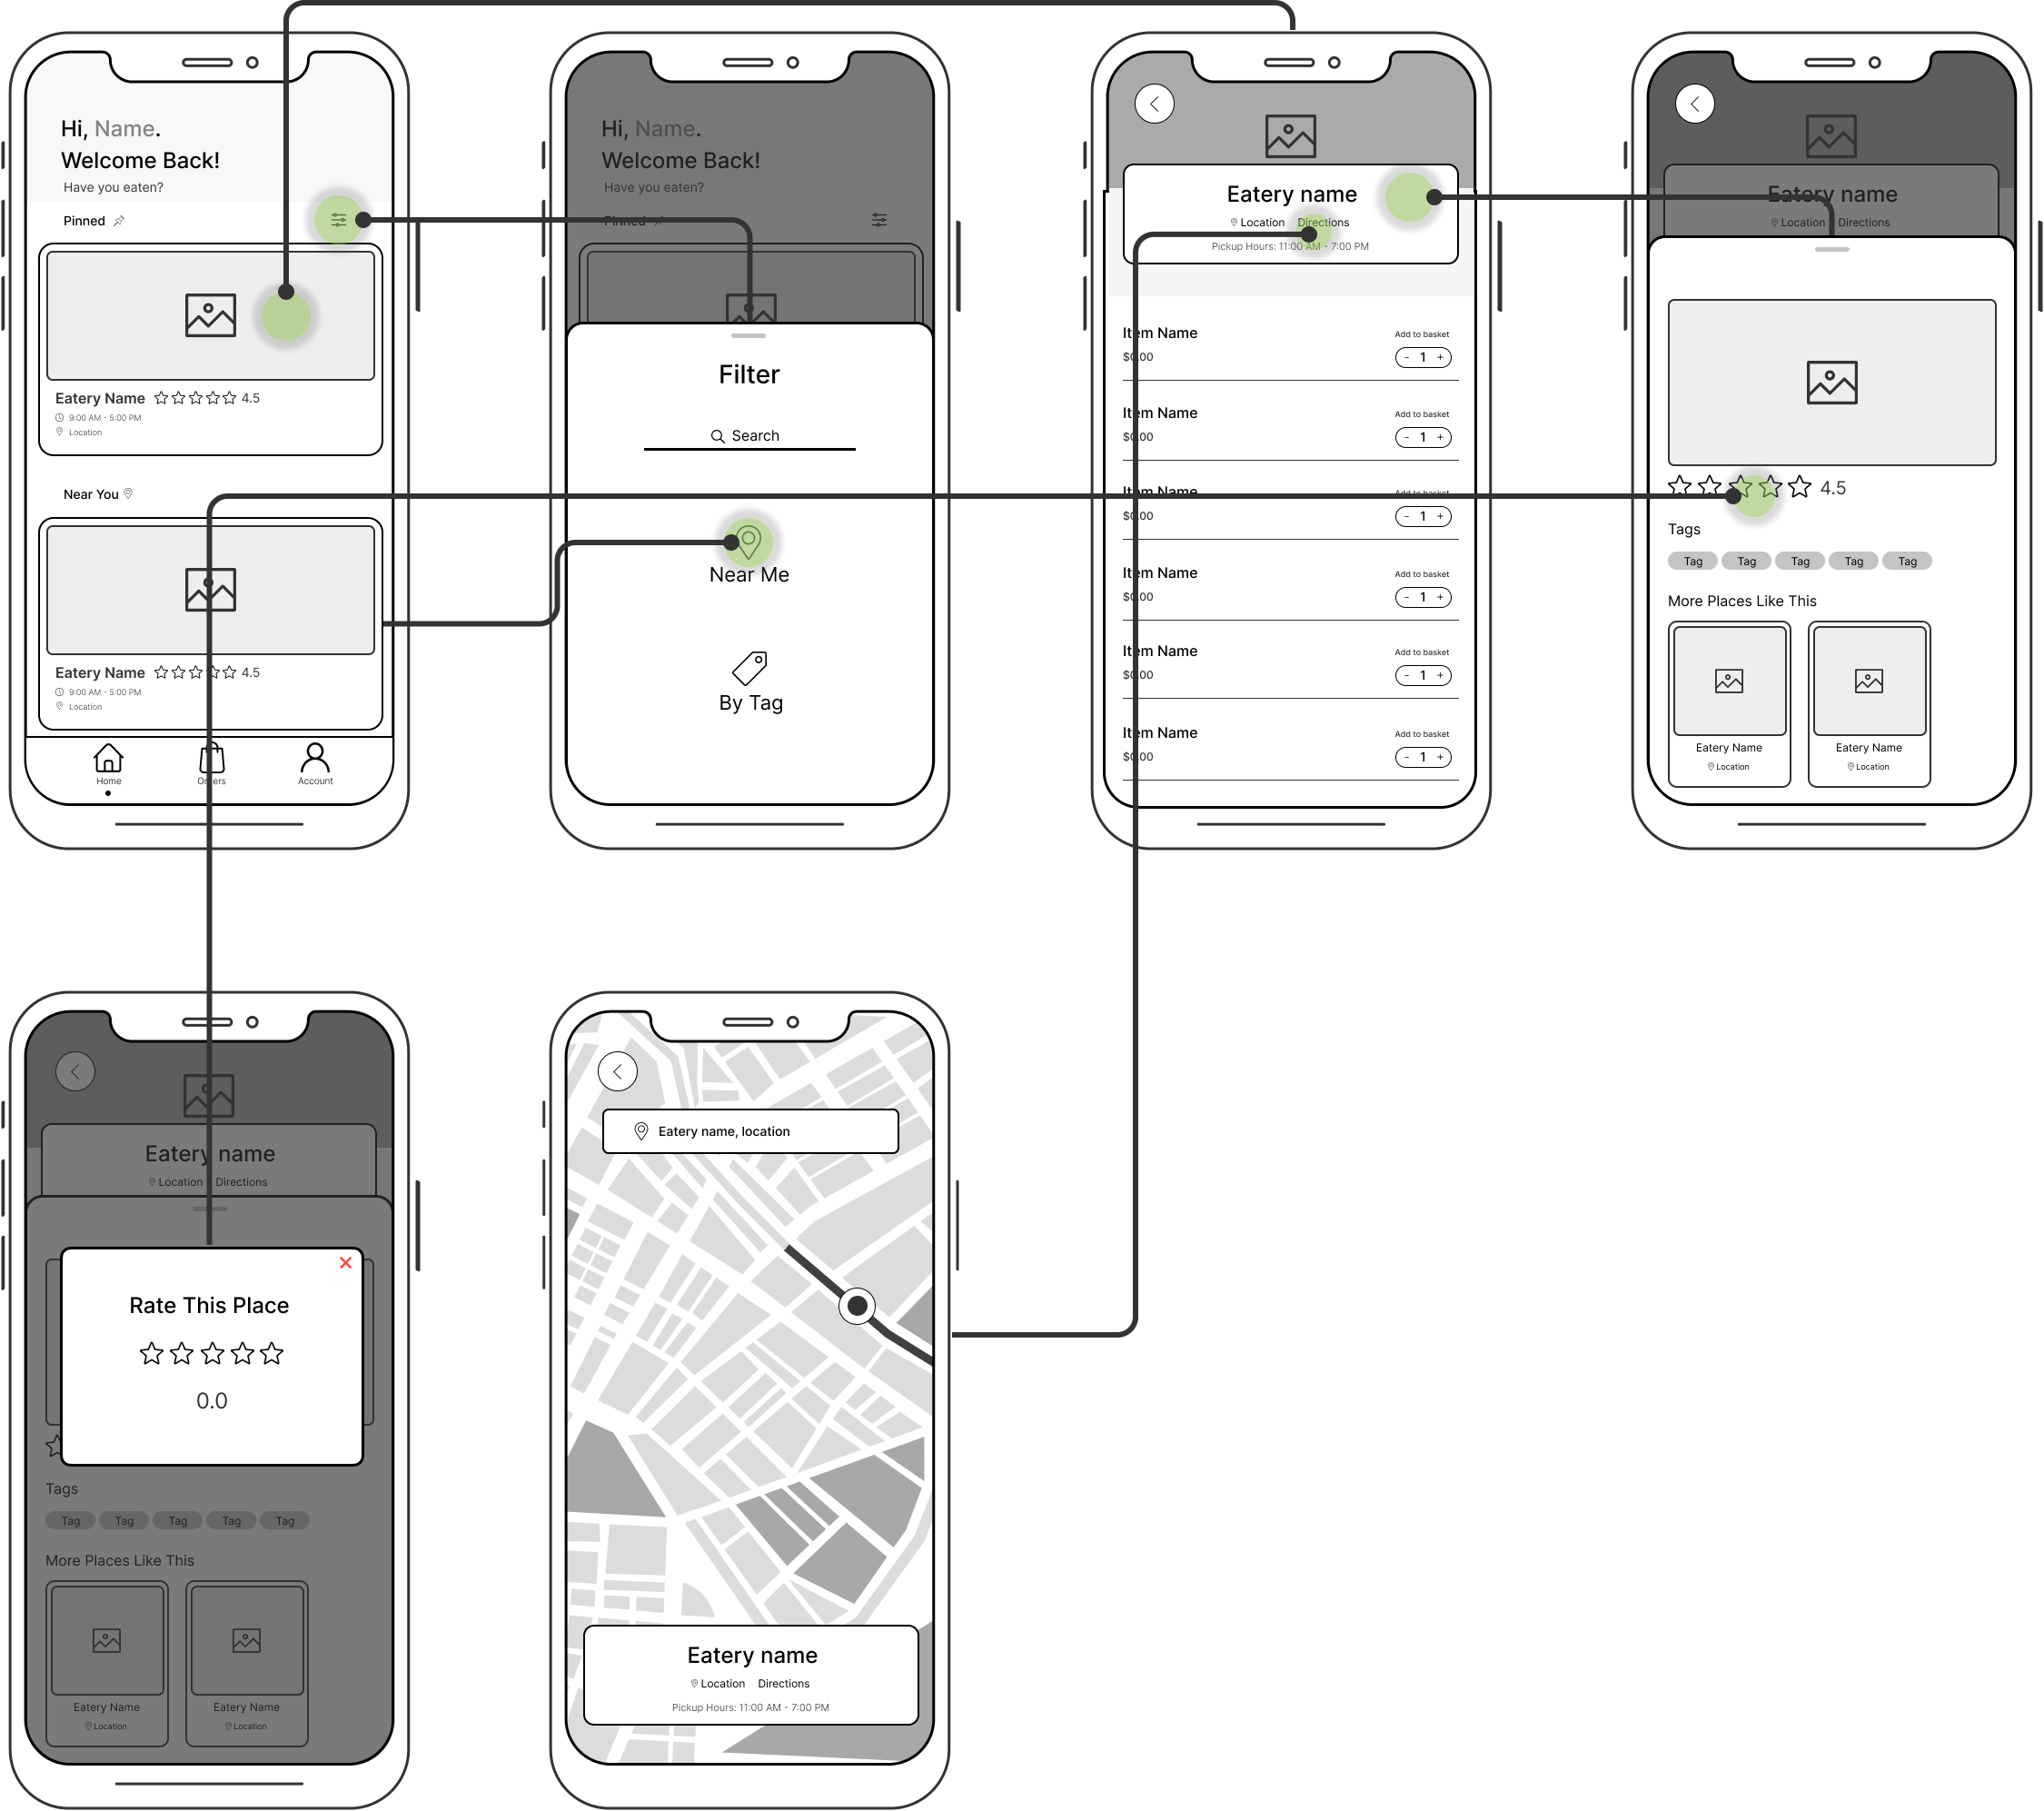 Hi, Name.
Welcome Back!
Have you eaten?
Pinned
Eatery Name 4.5
9:00 AM - 5:00 PM
Location
Near You
Eatery Name 4.5
9:00 AM - 5:00 PM
Location
Home Orders Account
Hi, Name.
Welcome Back!
Have you eaten?
Pinned
Filter
Search
Near Me
By Tag
Eatery name
Location Directions
Pickup Hours: 11:00 AM - 7:00 PM
Item Name Add to basket
$0.00 - 1 +
Item Name Add to basket
$0.00 - 1 +
Item Name Add to basket
$0.00 - 1 +
Item Name Add to basket
$0.00 - 1 +
Item Name Add to basket
$0.00 - 1 +
Item Name Add to basket
$0.00 - 1 +
Eatery name
Location Directions
4.5
Tags
Tag Tag Tag Tag Tag
More Places Like This
Eatery Name Eatery Name
Location Location
Eatery name
Location Directions
Rate This Place
0.0
Tags
Tag Tag Tag Tag Tag
More Places Like This
Eatery Name Eatery Name
Location Location
Eatery name, location
Eatery name
Location Directions
Pickup Hours: 11:00 AM - 7:00 PM